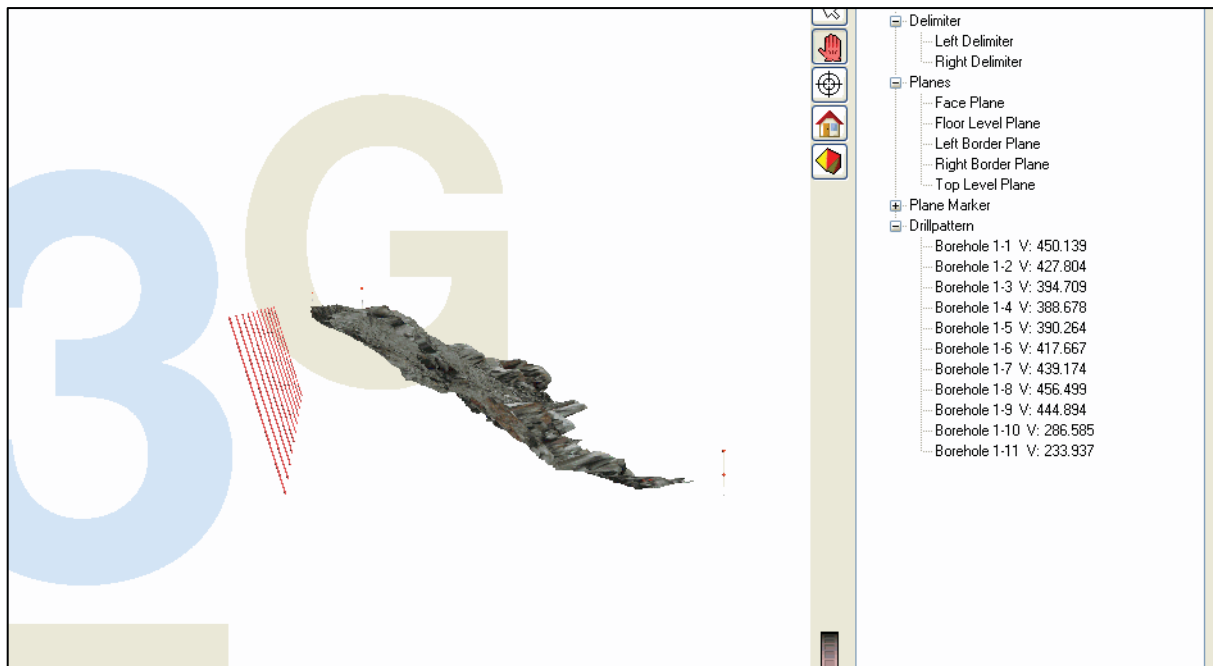 3G
Delimiter
Left Delimiter
Right Delimiter
Planes
Face Plane
Floor Level Plane
Left Border Plane
Right Border Plane
Top Level Plane
Plane Marker
Drillpattern
Borehole 1-1 V: 450.139
Borehole 1-2 V: 427.804
Borehole 1-3 V: 394.709
Borehole 1-4 V: 388.678
Borehole 1-5 V: 390.264
Borehole 1-6 V: 417.667
Borehole 1-7 V: 439.174
Borehole 1-8 V: 456.499
Borehole 1-9 V: 444.894
Borehole 1-10 V: 286.585
Borehole 1-11 V: 233.937